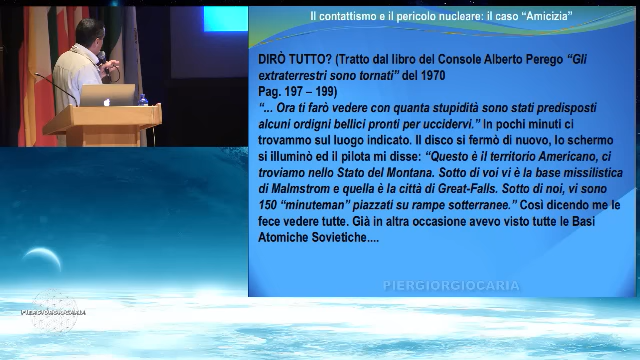 Il contattismo e il pericolo nucleare: il caso “Amicizia”
DIRÒ TUTTO? (Tratto dal libro del Console Alberto Perego “Gli
extraterrestri sono tornati” del 1970
Pag. 197 – 199)
“... Ora ti farò vedere con quanta stupidità sono stati predisposti
alcuni ordigni bellici pronti per uccidervi.” In pochi minuti ci
trovammo sul luogo indicato. Il disco si fermò di nuovo, lo schermo
si illuminò ed il pilota mi disse: “Questo è il territorio Americano, ci
troviamo nello Stato del Montana. Sotto di voi vi è la base missilistica
di Malmstrom e quella è la città di Great-Falls. Sotto di noi, vi sono
150 “minuteman” piazzati su rampe sotterranee.” Così dicendo me le
fece vedere tutte. Già in altra occasione avevo visto tutte le Basi
Atomiche Sovietiche....
PIERGIORGIOCARIA
PIERGIORGIOCARIA